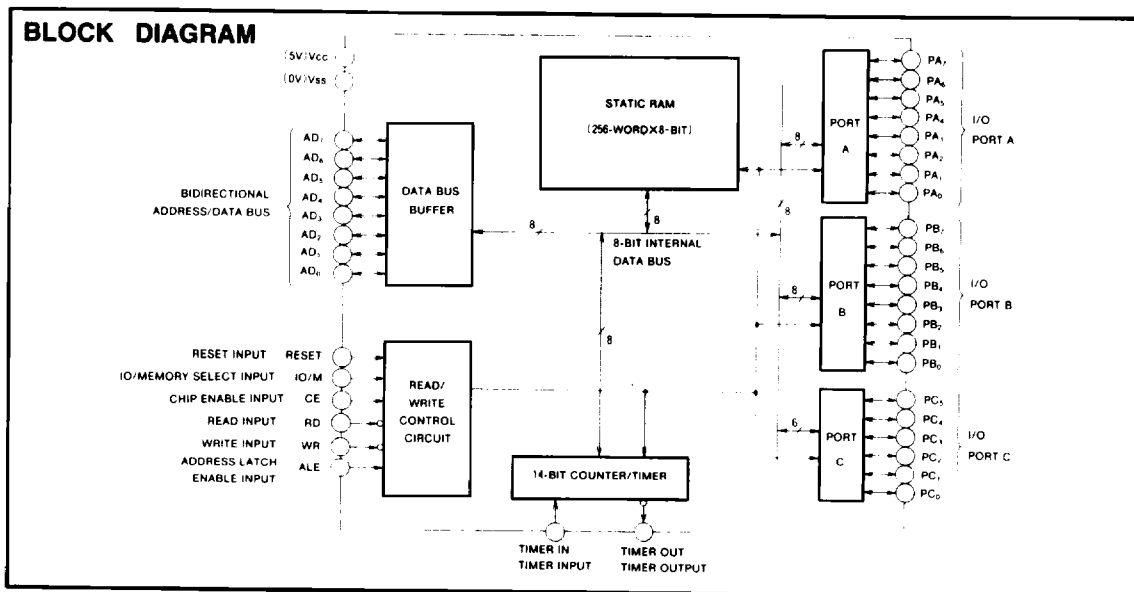 BLOCK DIAGRAM
(5V)Vcc
(0V)Vss
BIDIRECTIONAL
ADDRESS/DATA BUS
AD7
AD6
AD5
AD4
AD3
AD2
AD1
AD0
DATA BUS
BUFFER
8
STATIC RAM
(256-WORD×8-BIT)
8
8-BIT INTERNAL
DATA BUS
8
8
8
PORT
A
PA7
PA6
PA5
PA4
PA3
PA2
PA1
PA0
I/O
PORT A
8
PORT
B
PB7
PB6
PB5
PB4
PB3
PB2
PB1
PB0
I/O
PORT B
6
PORT
C
PC5
PC4
PC3
PC2
PC1
PC0
I/O
PORT C
RESET INPUT RESET
IO/MEMORY SELECT INPUT IO/M
CHIP ENABLE INPUT CE
READ INPUT RD
WRITE INPUT WR
ADDRESS LATCH
ENABLE INPUT ALE
READ/
WRITE
CONTROL
CIRCUIT
14-BIT COUNTER/TIMER
TIMER IN
TIMER INPUT
TIMER OUT
TIMER OUTPUT